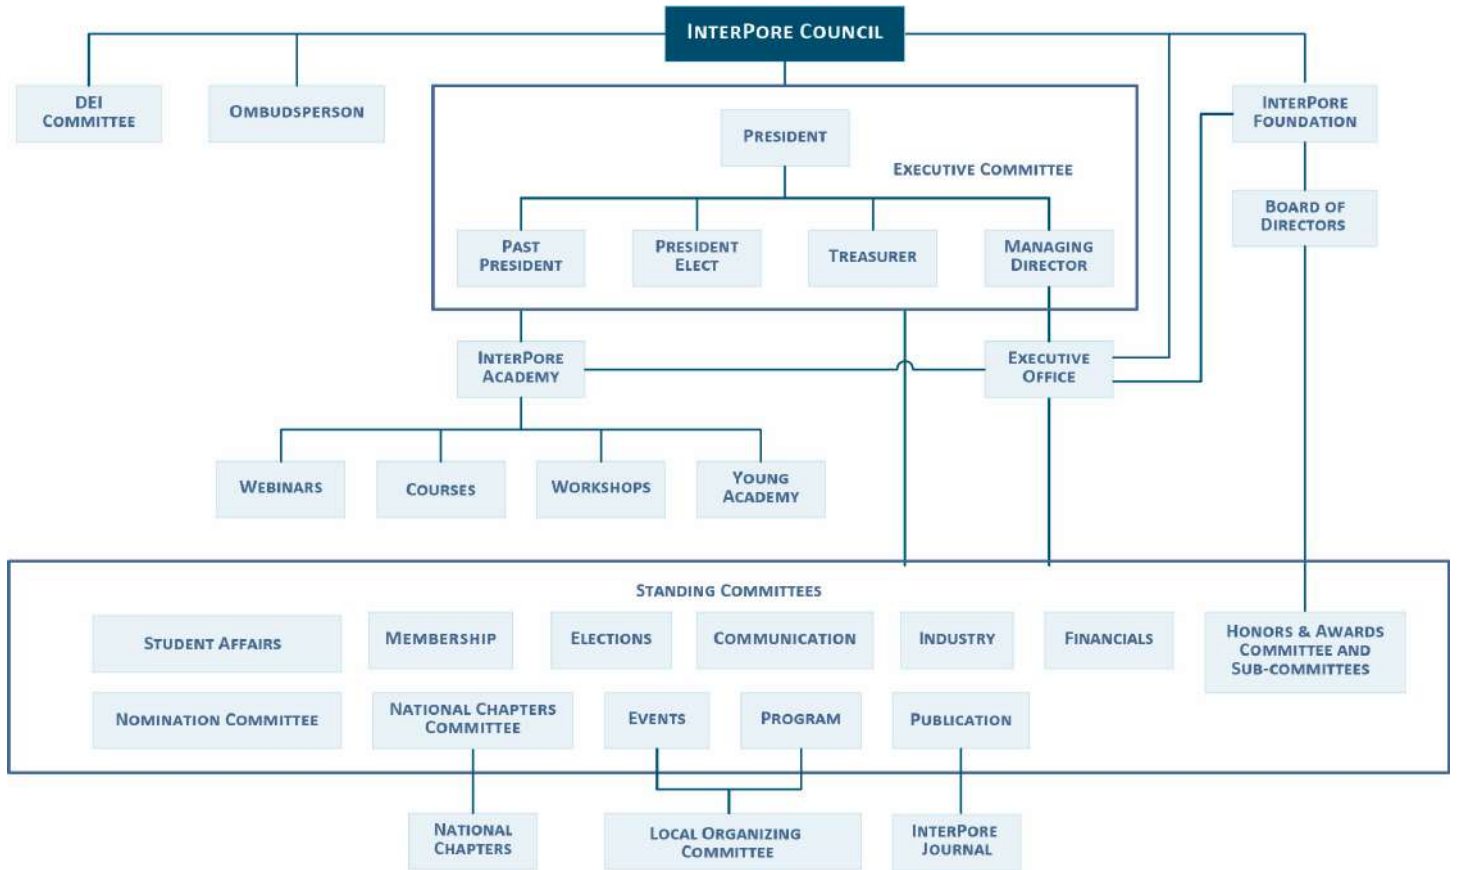 INTERPORE COUNCIL
DEI
COMMITTEE
OMBUDSPERSON
INTERPORE
FOUNDATION
PRESIDENT
EXECUTIVE COMMITTEE
PAST
PRESIDENT
PRESIDENT
ELECT
TREASURER
MANAGING
DIRECTOR
BOARD OF
DIRECTORS
INTERPORE
ACADEMY
EXECUTIVE
OFFICE
WEBINARS
COURSES
WORKSHOPS
YOUNG
ACADEMY
STANDING COMMITTEES
STUDENT AFFAIRS
MEMBERSHIP
ELECTIONS
COMMUNICATION
INDUSTRY
FINANCIALS
HONORS & AWARDS
COMMITTEE AND
SUB-COMMITTEES
NOMINATION COMMITTEE
NATIONAL CHAPTERS
COMMITTEE
EVENTS
PROGRAM
PUBLICATION
NATIONAL
CHAPTERS
LOCAL ORGANIZING
COMMITTEE
INTERPORE
JOURNAL